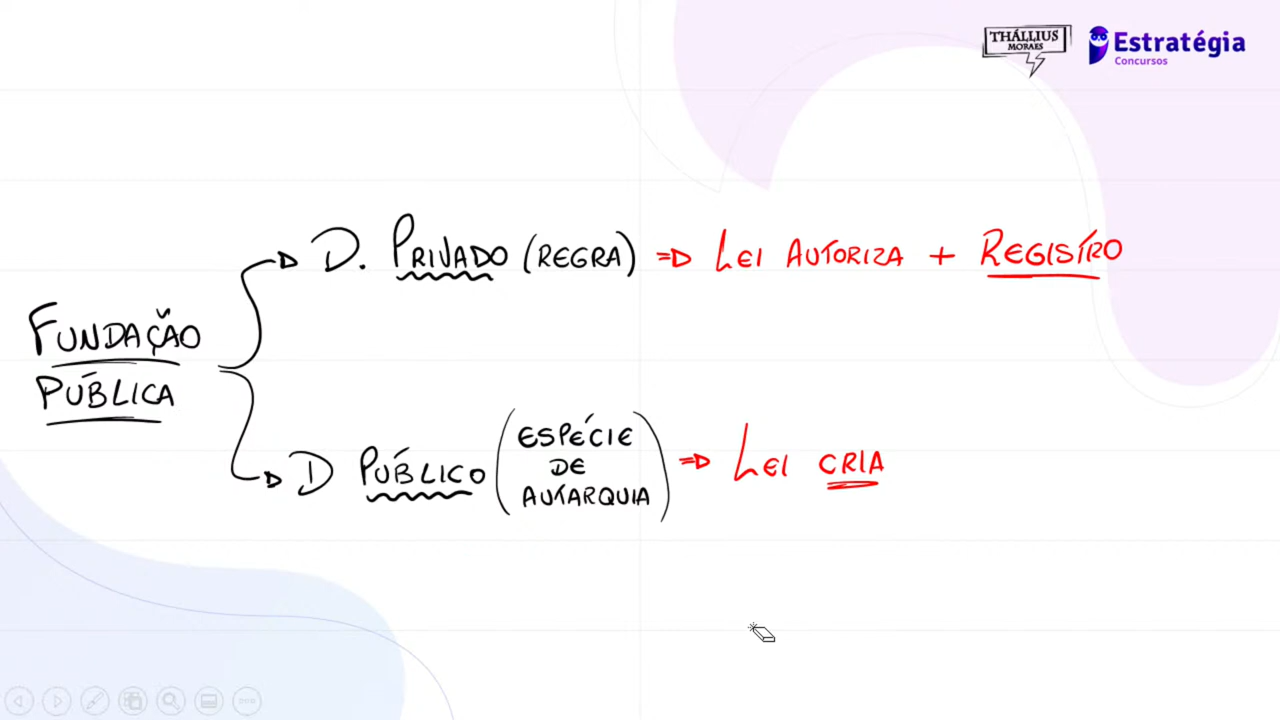 THÁLLIUS
MORAES
Estratégia
Concursos
D. PRIVADO (REGRA) ⇒ LEI AUTORIZA + REGISTRO
FUNDAÇÃO
PÚBLICA
D PÚBLICO (ESPÉCIE
DE
AUTARQUIA) ⇒ LEI CRIA